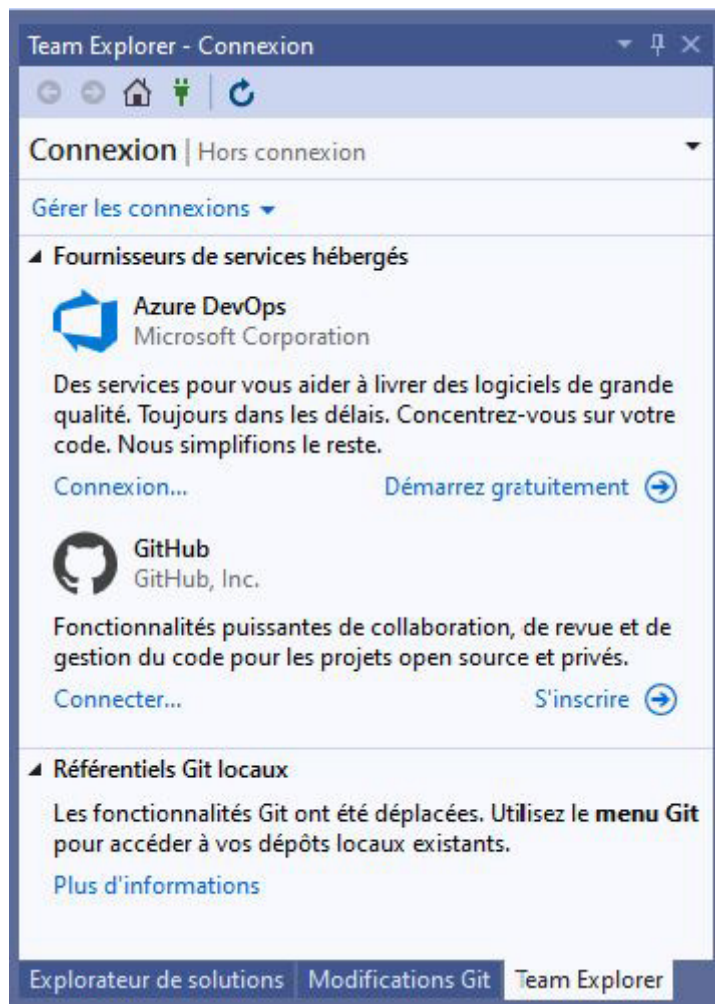 Team Explorer - Connexion
Connexion | Hors connexion
Gérer les connexions
Fournisseurs de services hébergés
Azure DevOps
Microsoft Corporation
Des services pour vous aider à livrer des logiciels de grande
qualité. Toujours dans les délais. Concentrez-vous sur votre
code. Nous simplifions le reste.
Connexion... Démarrez gratuitement
GitHub
GitHub, Inc.
Fonctionnalités puissantes de collaboration, de revue et de
gestion du code pour les projets open source et privés.
Connecter... S'inscrire
Référentiels Git locaux
Les fonctionnalités Git ont été déplacées. Utilisez le menu Git
pour accéder à vos dépôts locaux existants.
Plus d'informations
Explorateur de solutions Modifications Git Team Explorer